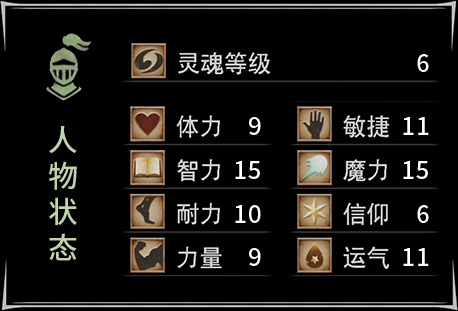 人物状态
灵魂等级 6
体力 9 敏捷 11
智力 15 魔力 15
耐力 10 信仰 6
力量 9 运气 11